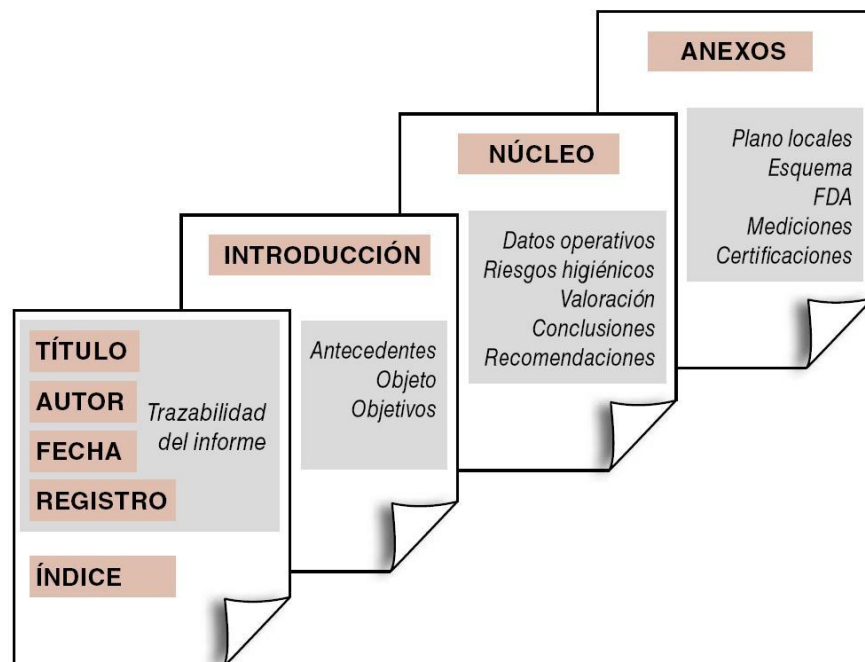 TÍTULO
AUTOR
FECHA
REGISTRO
Trazabilidad
del informe
ÍNDICE
INTRODUCCIÓN
Antecedentes
Objeto
Objetivos
NÚCLEO
Datos operativos
Riesgos higiénicos
Valoración
Conclusiones
Recomendaciones
ANEXOS
Plano locales
Esquema
FDA
Mediciones
Certificaciones